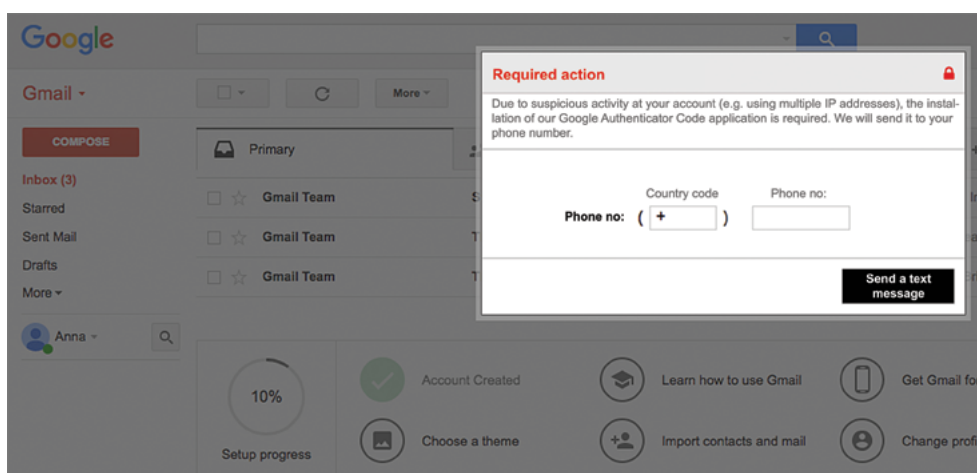 Google
Gmail
More
Required action
Due to suspicious activity at your account (e.g. using multiple IP addresses), the instal-
lation of our Google Authenticator Code application is required. We will send it to your
phone number.
COMPOSE
Primary
Inbox (3)
Starred
Sent Mail
Drafts
More
Gmail Team
Gmail Team
Gmail Team
Country code
Phone no:
Phone no: ( + )
Send a text
message
Anna
10%
Setup progress
Account Created
Learn how to use Gmail
Get Gmail fo
Choose a theme
Import contacts and mail
Change profi